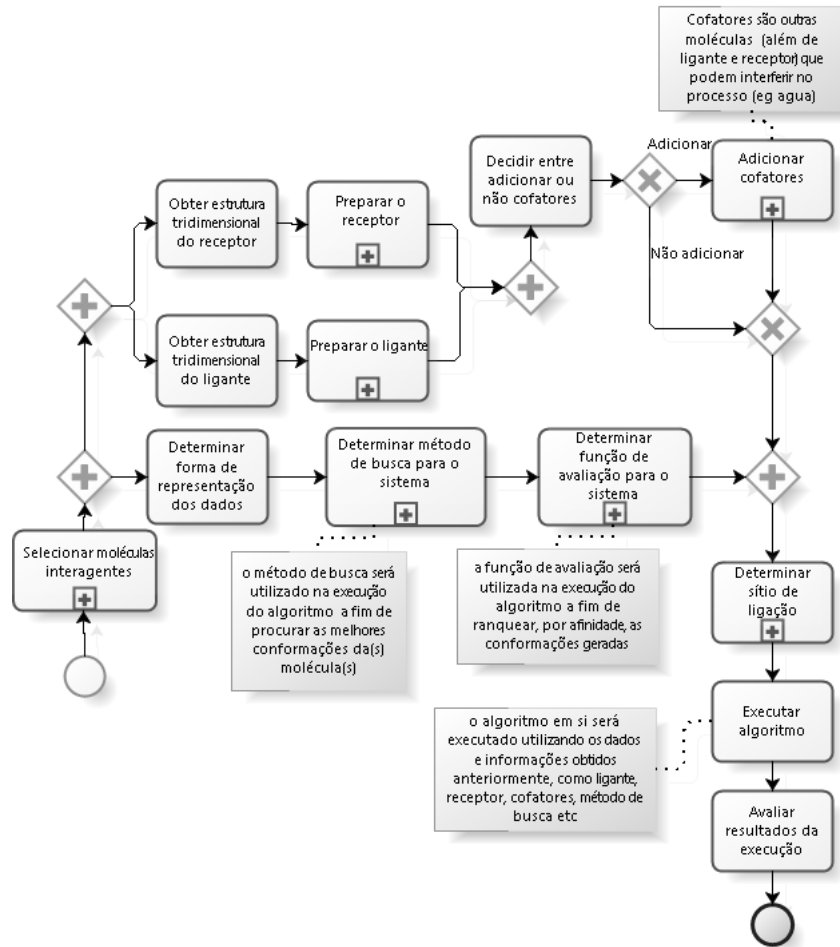 Cofatores são outras
moléculas (além de
ligante e receptor) que
podem interferir no
processo (eg agua)
Decidir entre
adicionar ou
não cofatores
Adicionar
Adicionar
cofatores
Não adicionar
Obter estrutura
tridimensional
do receptor
Preparar o
receptor
Obter estrutura
tridimensional
do ligante
Preparar o ligante
Determinar
forma de
representação
dos dados
Determinar método
de busca para o
sistema
Determinar
função de
avaliação para o
sistema
Selecionar moléculas
interagentes
o método de busca será
utilizado na execução
do algoritmo a fim de
procurar as melhores
conformações da(s)
molécula(s)
a função de avaliação será
utilizada na execução do
algoritmo a fim de
ranquear, por afinidade, as
conformações geradas
Determinar
sítio de
ligação
o algoritmo em si será
executado utilizando os dados
e informações obtidos
anteriormente, como ligante,
receptor, cofatores, método de
busca etc
Executar
algoritmo
Avaliar
resultados da
execução